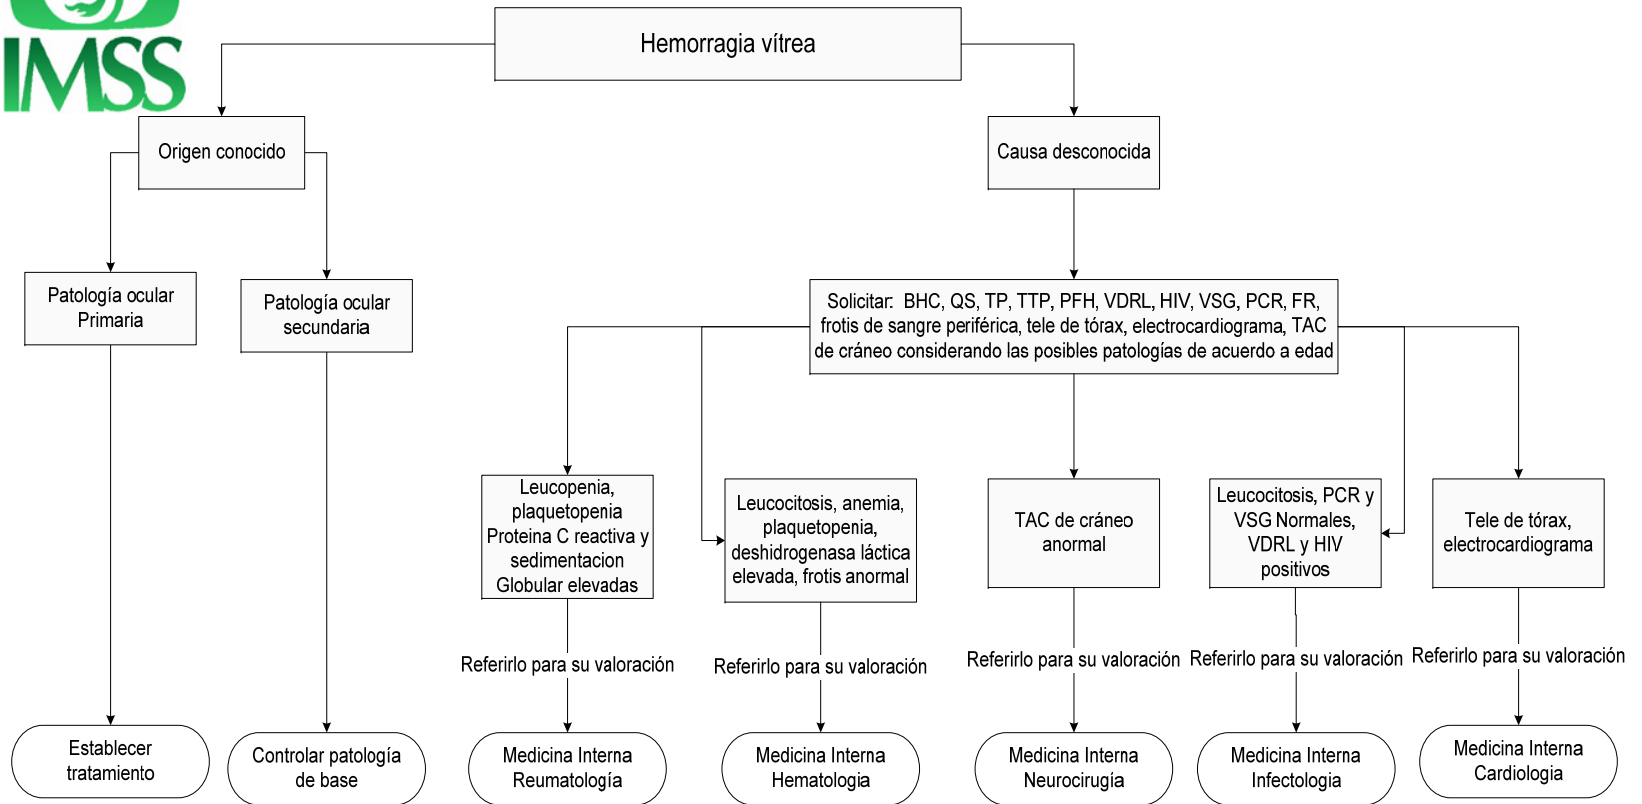 IMSS
Hemorragia vítrea
Origen conocido
Causa desconocida
Patología ocular
Primaria
Patología ocular
secundaria
Solicitar: BHC, QS, TP, TTP, PFH, VDRL, HIV, VSG, PCR, FR,
frotis de sangre periférica, tele de tórax, electrocardiograma, TAC
de cráneo considerando las posibles patologías de acuerdo a edad
Leucopenia,
plaquetopenia
Proteina C reactiva y
sedimentacion
Globular elevadas
Leucocitosis, anemia,
plaquetopenia,
deshidrogenasa láctica
elevada, frotis anormal
TAC de cráneo
anormal
Leucocitosis, PCR y
VSG Normales,
VDRL y HIV
positivos
Tele de tórax,
electrocardiograma
Referirlo para su valoración
Referirlo para su valoración
Referirlo para su valoración
Referirlo para su valoración
Referirlo para su valoración
Establecer
tratamiento
Controlar patología
de base
Medicina Interna
Reumatología
Medicina Interna
Hematologia
Medicina Interna
Neurocirugía
Medicina Interna
Infectologia
Medicina Interna
Cardiologia